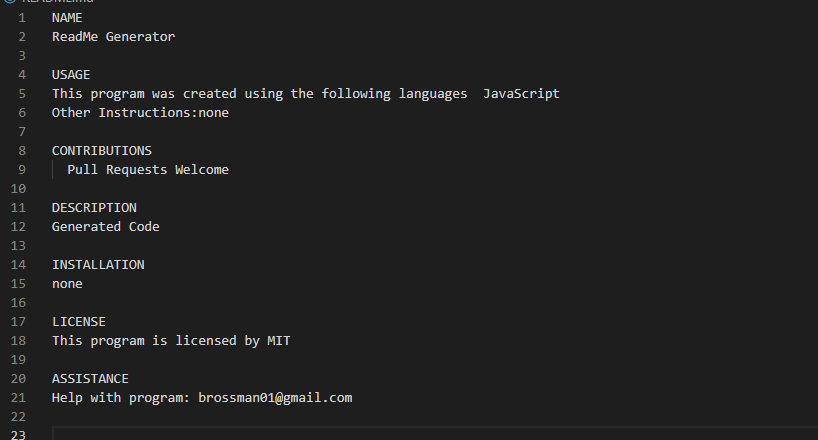 README.md
1 NAME
2 ReadMe Generator
3
4 USAGE
5 This program was created using the following languages  JavaScript
6 Other Instructions:none
7
8 CONTRIBUTIONS
9   Pull Requests Welcome
10
11 DESCRIPTION
12 Generated Code
13
14 INSTALLATION
15 none
16
17 LICENSE
18 This program is licensed by MIT
19
20 ASSISTANCE
21 Help with program: brossman01@gmail.com
22
23